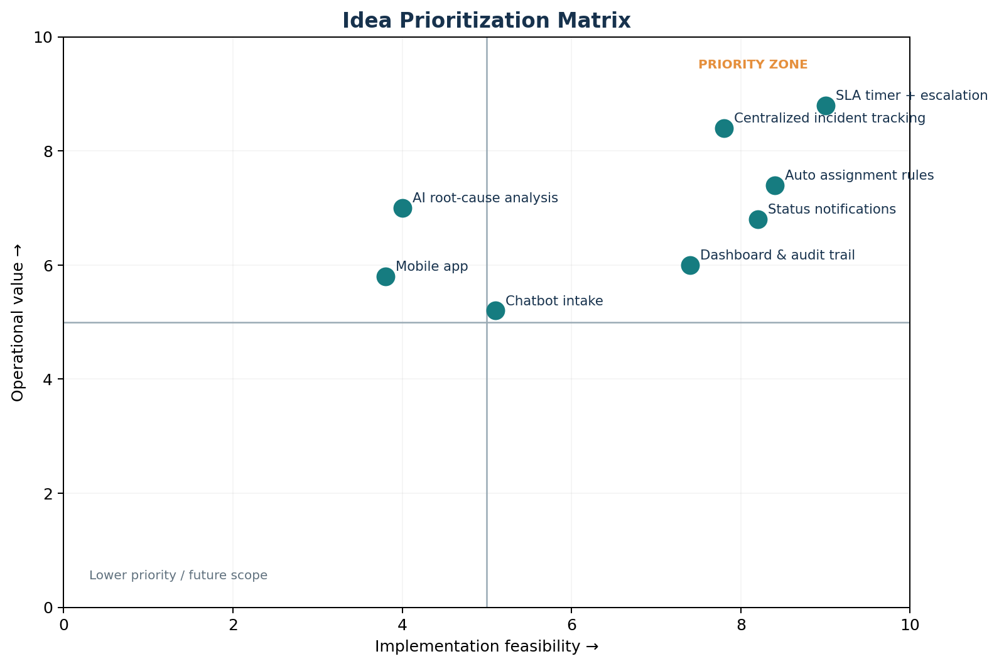 Idea Prioritization Matrix
10
PRIORITY ZONE
SLA timer + escalation
Centralized incident tracking
8
Auto assignment rules
AI root-cause analysis
Status notifications
Dashboard & audit trail
6
Mobile app
Chatbot intake
Operational value →
4
2
Lower priority / future scope
0
0 2 4 6 8 10
Implementation feasibility →